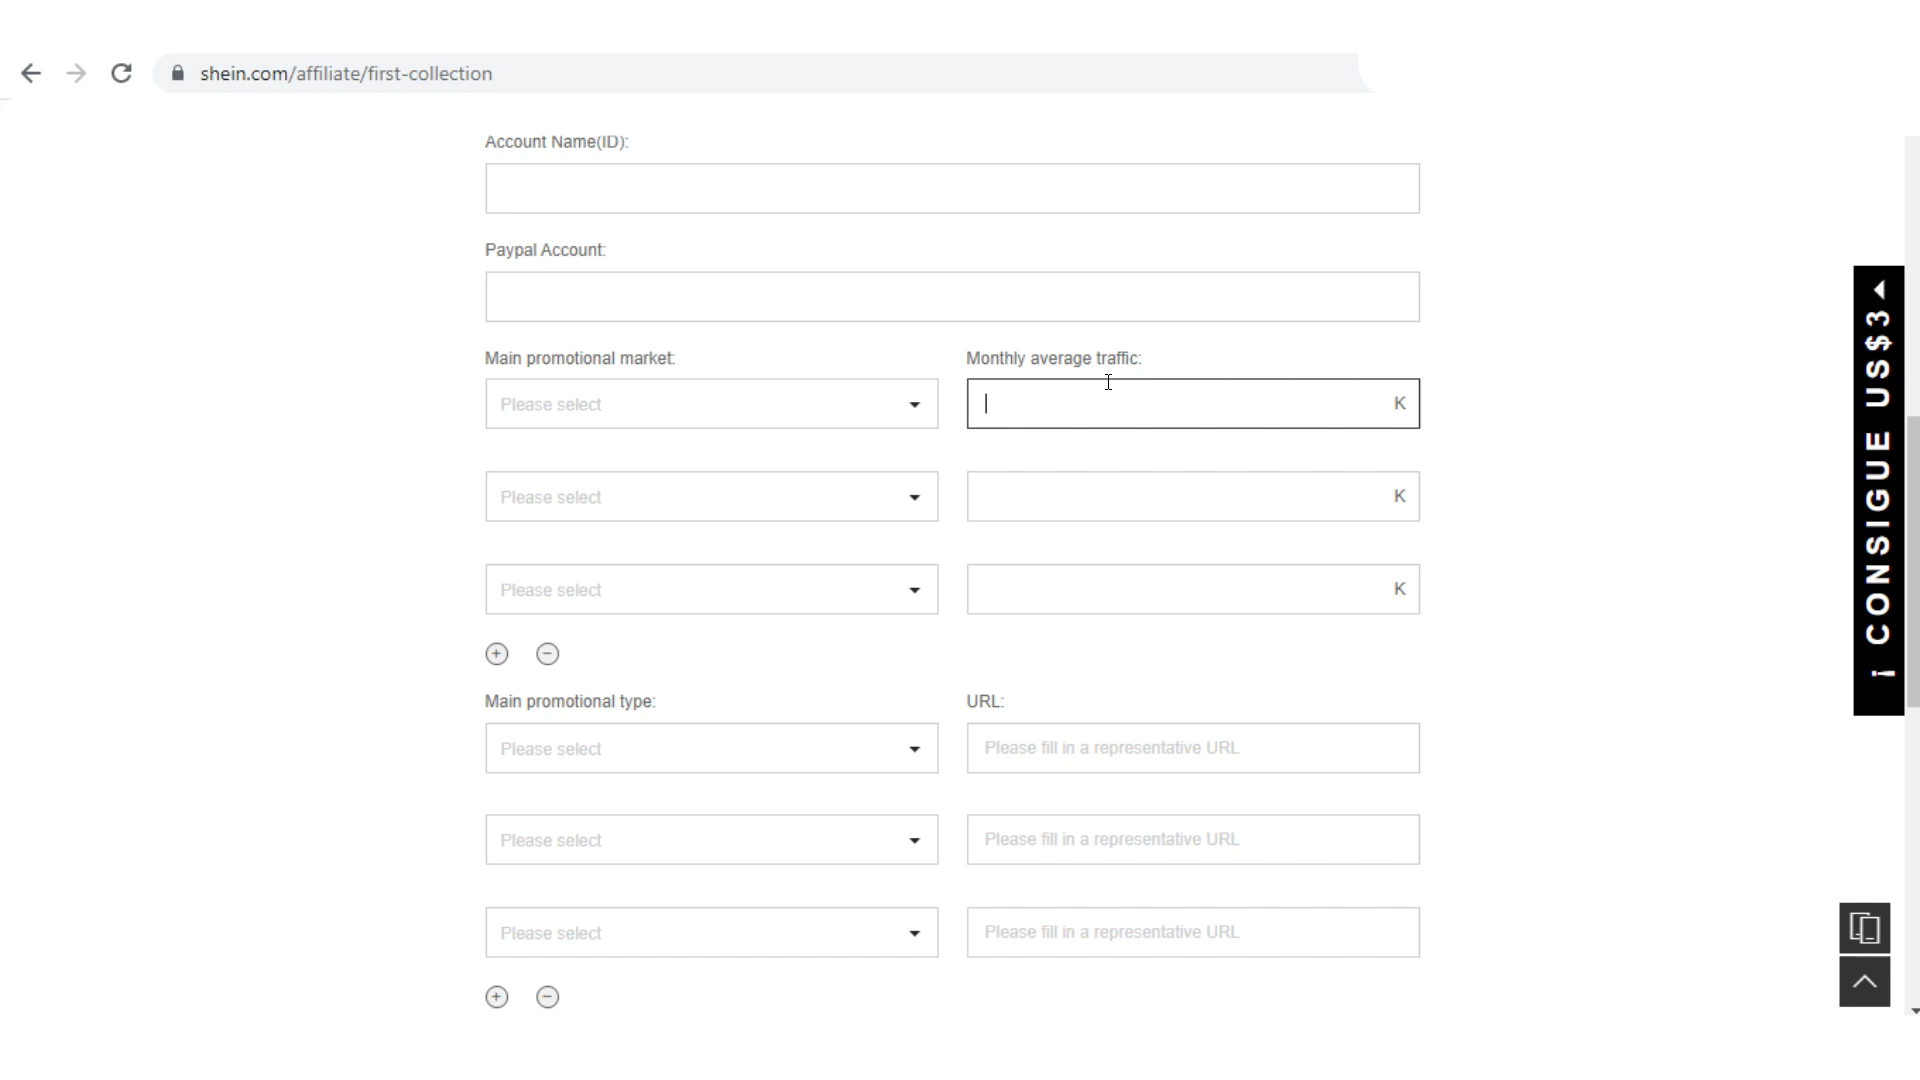 shein.com/affiliate/first-collection
Account Name(ID):
Paypal Account:
Main promotional market:
Monthly average traffic:
Please select
K
Please select
K
Please select
K
Main promotional type:
URL:
Please select
Please fill in a representative URL
Please select
Please fill in a representative URL
Please select
Please fill in a representative URL
¡ CONSIGUE US$3